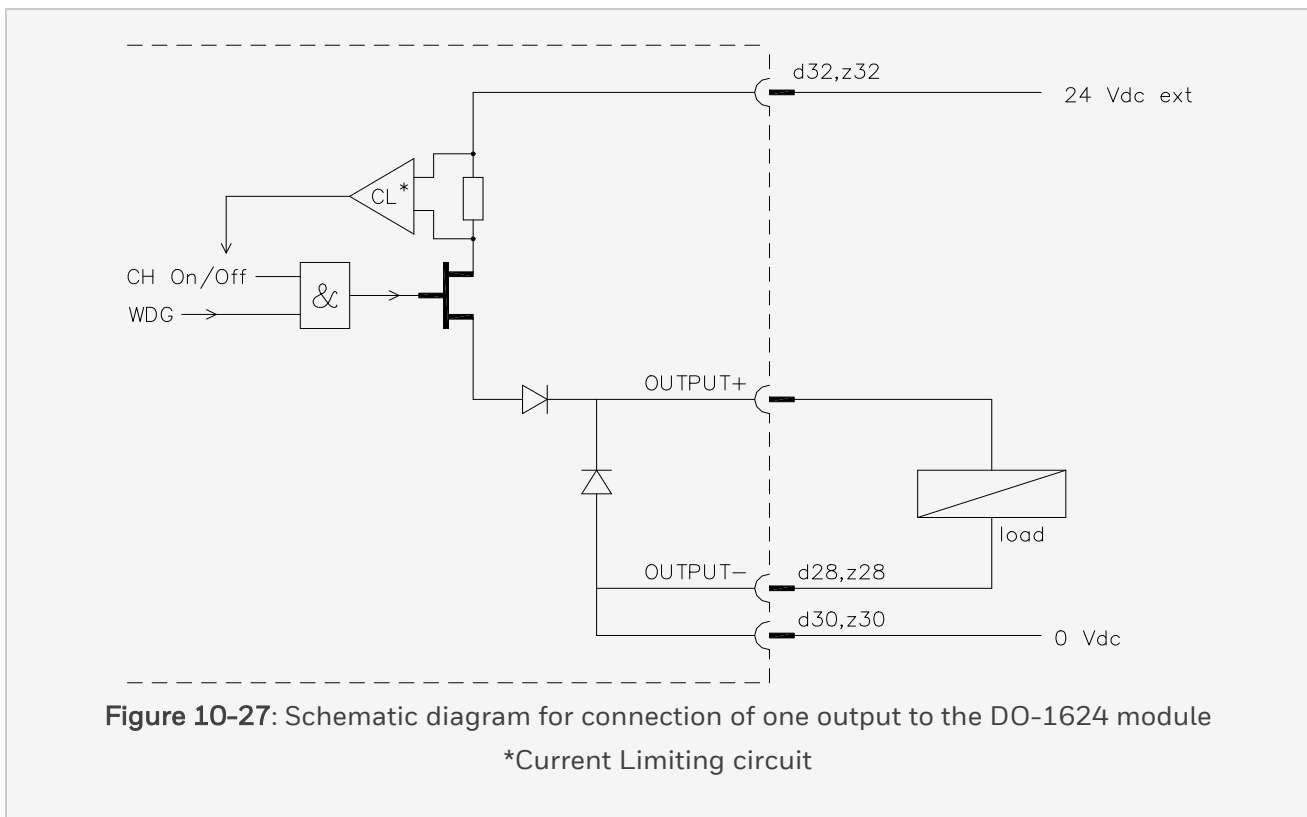 d32,z32
24 Vdc ext
CL*
CH On/Off
&
WDG
OUTPUT+
load
OUTPUT–
d28,z28
d30,z30
0 Vdc
Figure 10-27: Schematic diagram for connection of one output to the DO-1624 module
*Current Limiting circuit